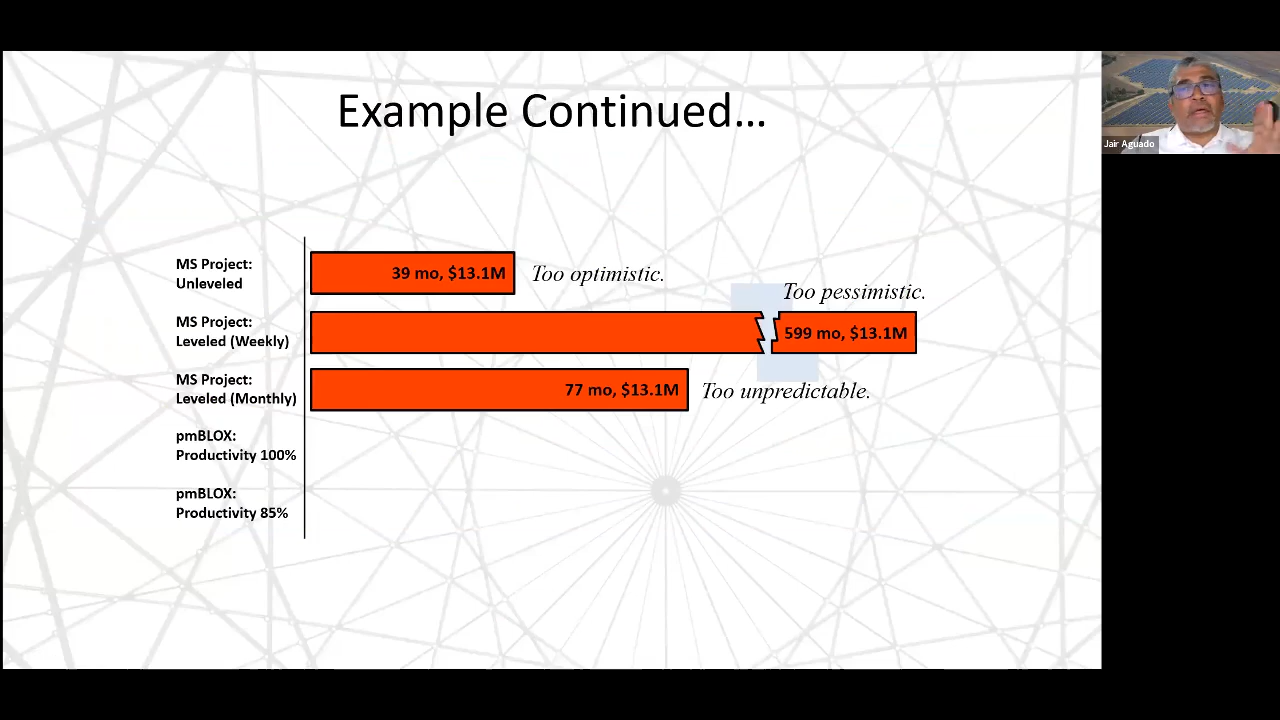 Example Continued…
Jair Aguado
MS Project:
Unleveled
39 mo, $13.1M
Too optimistic.
Too pessimistic.
MS Project:
Leveled (Weekly)
599 mo, $13.1M
MS Project:
Leveled (Monthly)
77 mo, $13.1M
Too unpredictable.
pmBLOX:
Productivity 100%
pmBLOX:
Productivity 85%